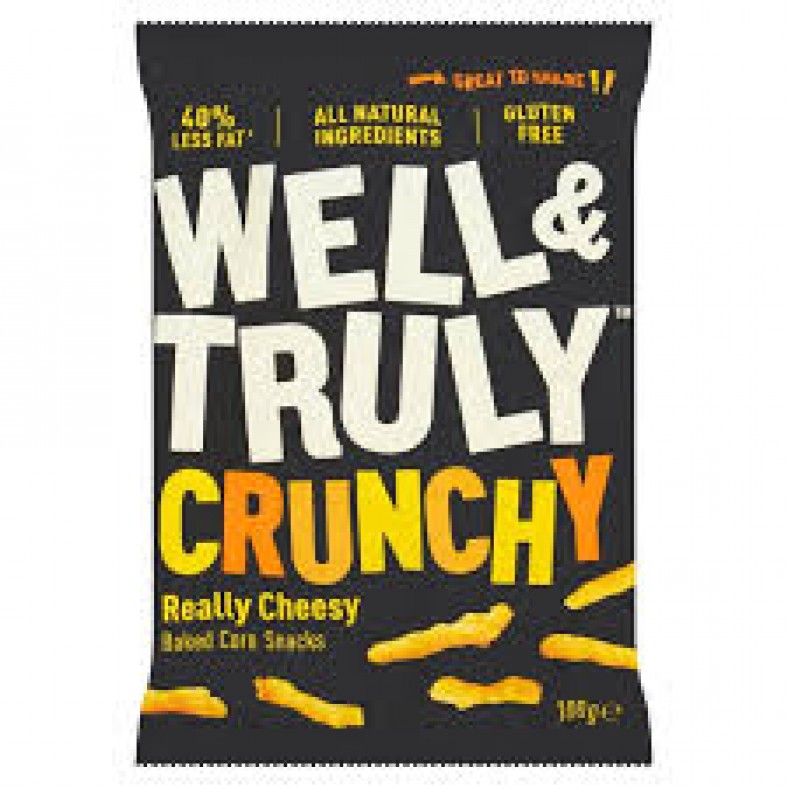 GREAT TO SHARE!
40% LESS FAT*
ALL NATURAL INGREDIENTS
GLUTEN FREE
WELL &
TRULY™
CRUNCHY
Really Cheesy
Baked Corn Snacks
100g e